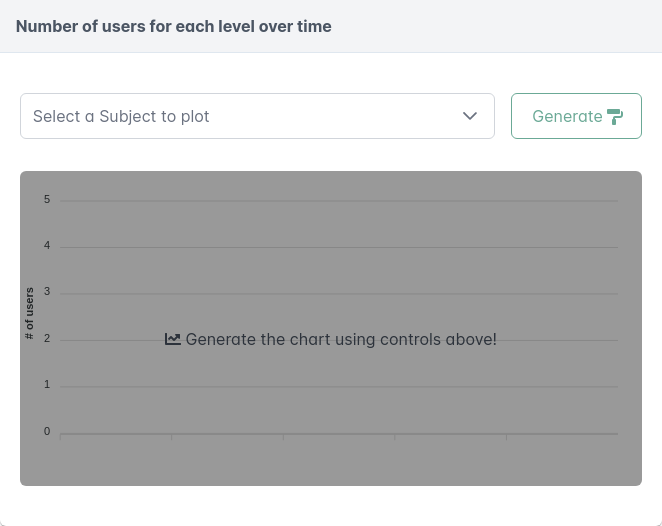 Number of users for each level over time
Select a Subject to plot
Generate
5
4
3
# of users
2
Generate the chart using controls above!
1
0